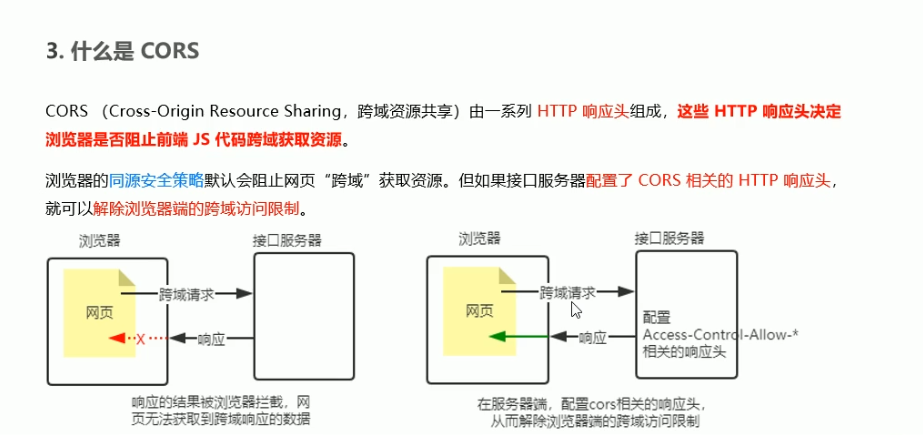 3. 什么是 CORS
CORS （Cross-Origin Resource Sharing，跨域资源共享）由一系列 HTTP 响应头组成，这些 HTTP 响应头决定
浏览器是否阻止前端 JS 代码跨域获取资源。
浏览器的同源安全策略默认会阻止网页“跨域”获取资源。但如果接口服务器配置了 CORS 相关的 HTTP 响应头，
就可以解除浏览器端的跨域访问限制。
浏览器
接口服务器
网页
跨域请求
X
响应
响应的结果被浏览器拦截，网
页无法获取到跨域响应的数据
浏览器
接口服务器
网页
跨域请求
响应
配置
Access-Control-Allow-*
相关的响应头
在服务器端，配置cors相关的响应头，
从而解除浏览器端的跨域访问限制